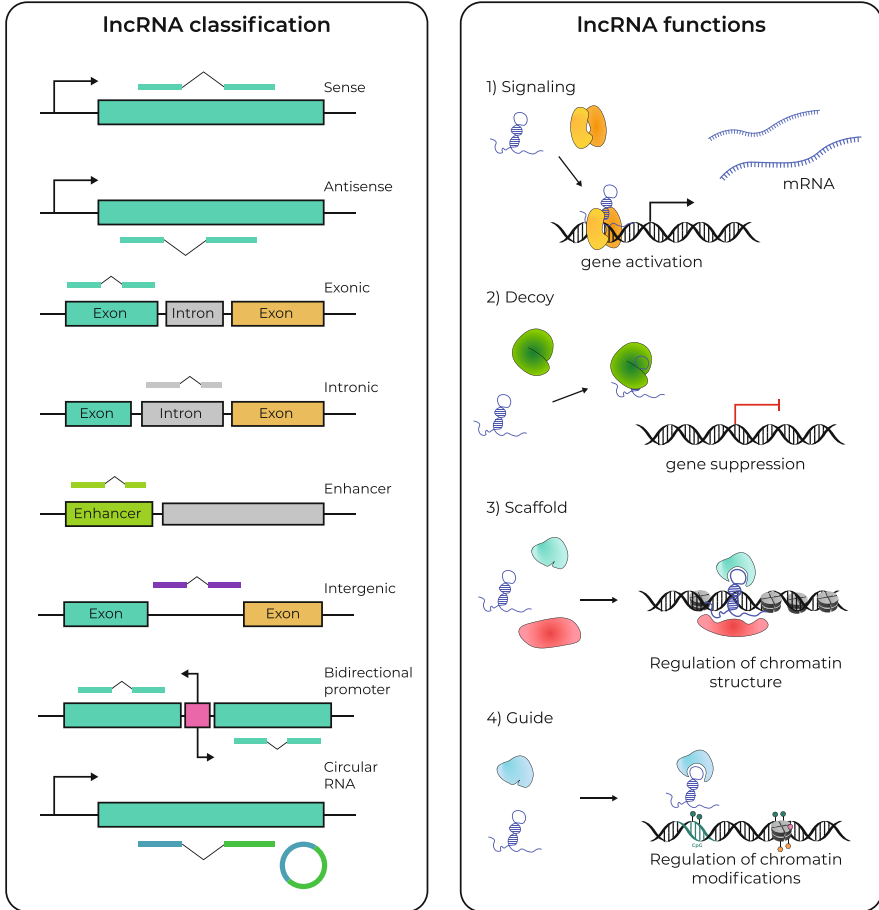 lncRNA classification
Sense
Antisense
Exonic
Exon Intron Exon
Intronic
Exon Intron Exon
Enhancer
Enhancer
Intergenic
Exon Exon
Bidirectional
promoter
Circular
RNA
lncRNA functions
1) Signaling
mRNA
gene activation
2) Decoy
gene suppression
3) Scaffold
Regulation of chromatin
structure
4) Guide
CpG
Regulation of chromatin
modifications